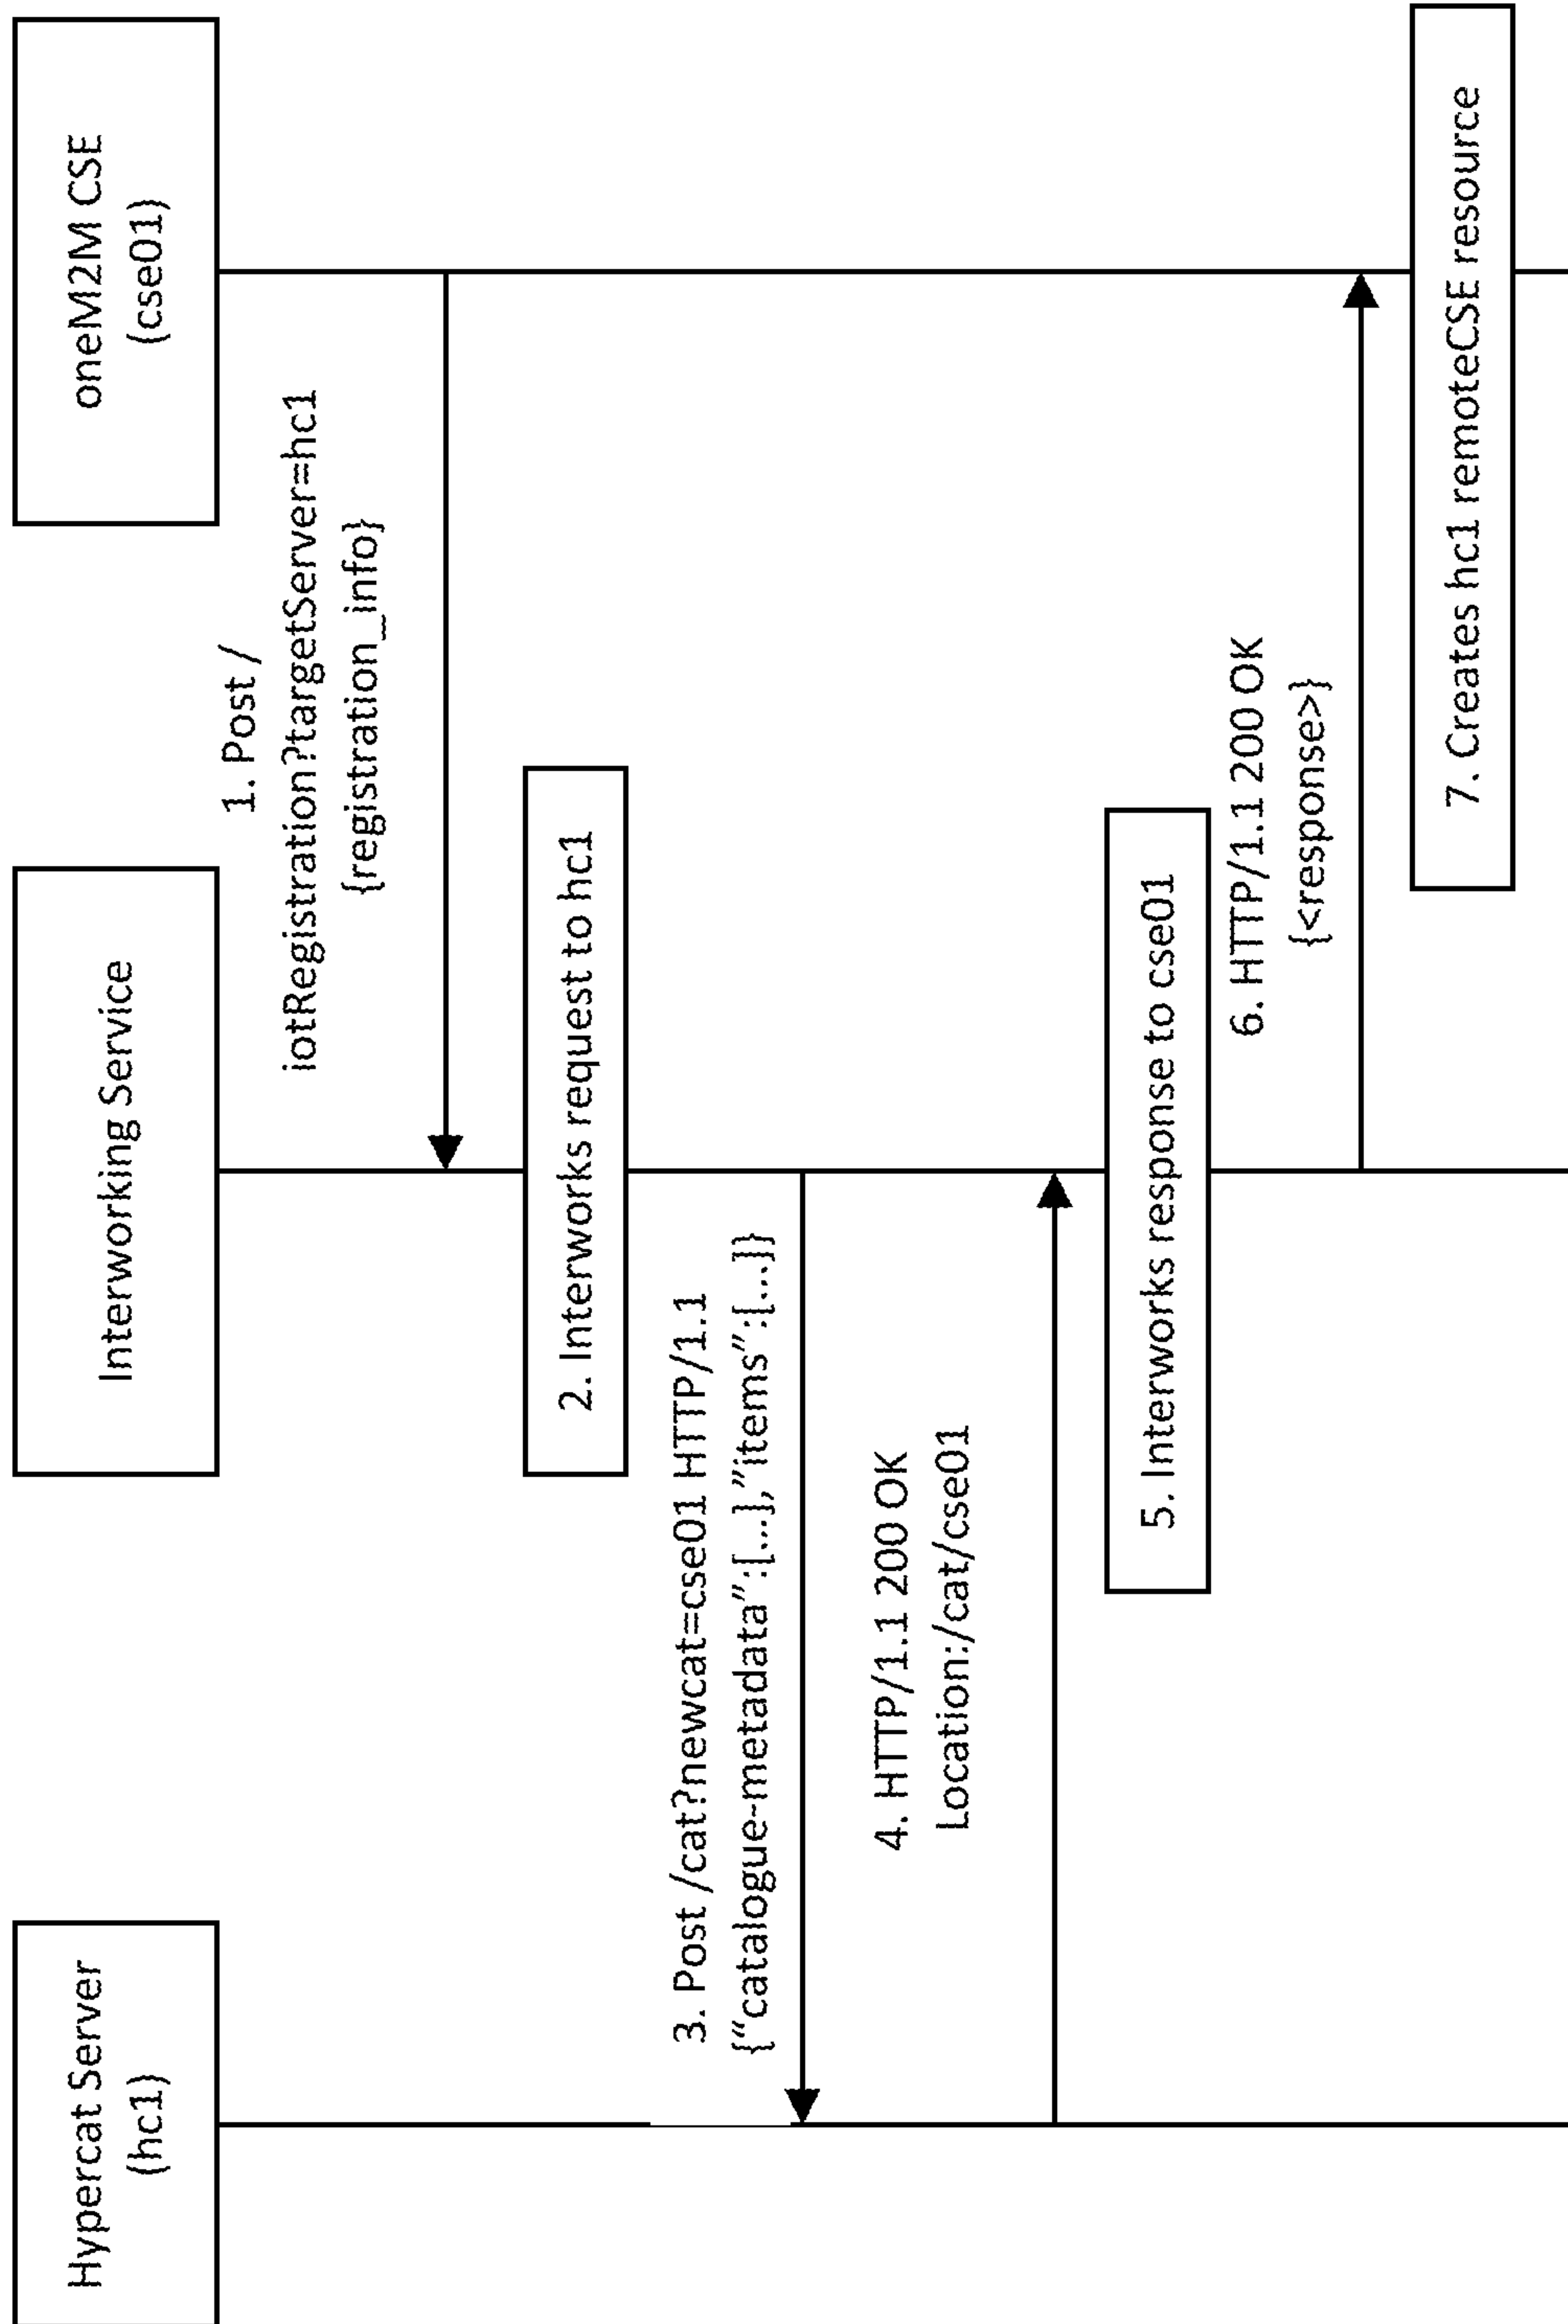 Hypercat Server
(hc1)
Interworking Service
oneM2M CSE
(cse01)
1. Post /
iotRegistration?targetServer=hc1
{registration_info}
2. Interworks request to hc1
3. Post /cat?newcat=cse01 HTTP/1.1
{“catalogue-metadata”:[...],”items”:[...]}
4. HTTP/1.1 200 OK
Location:/cat/cse01
5. Interworks response to cse01
6. HTTP/1.1 200 OK
{<response>}
7. Creates hc1 remoteCSE resource